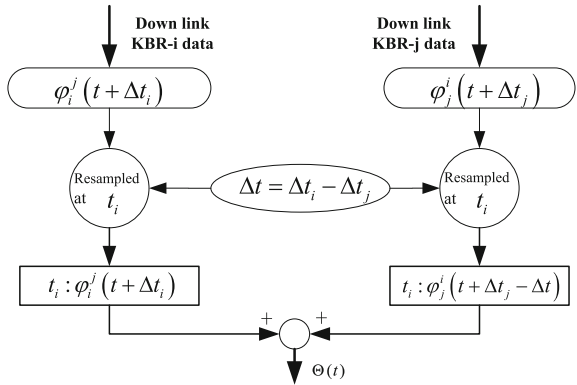 Down link
KBR-i data
Down link
KBR-j data
φ_i^j(t + Δt_i)
φ_j^i(t + Δt_j)
Resampled
at t_i
Δt = Δt_i − Δt_j
Resampled
at t_i
t_i : φ_i^j(t + Δt_i)
t_i : φ_j^i(t + Δt_j − Δt)
+ +
Θ(t)